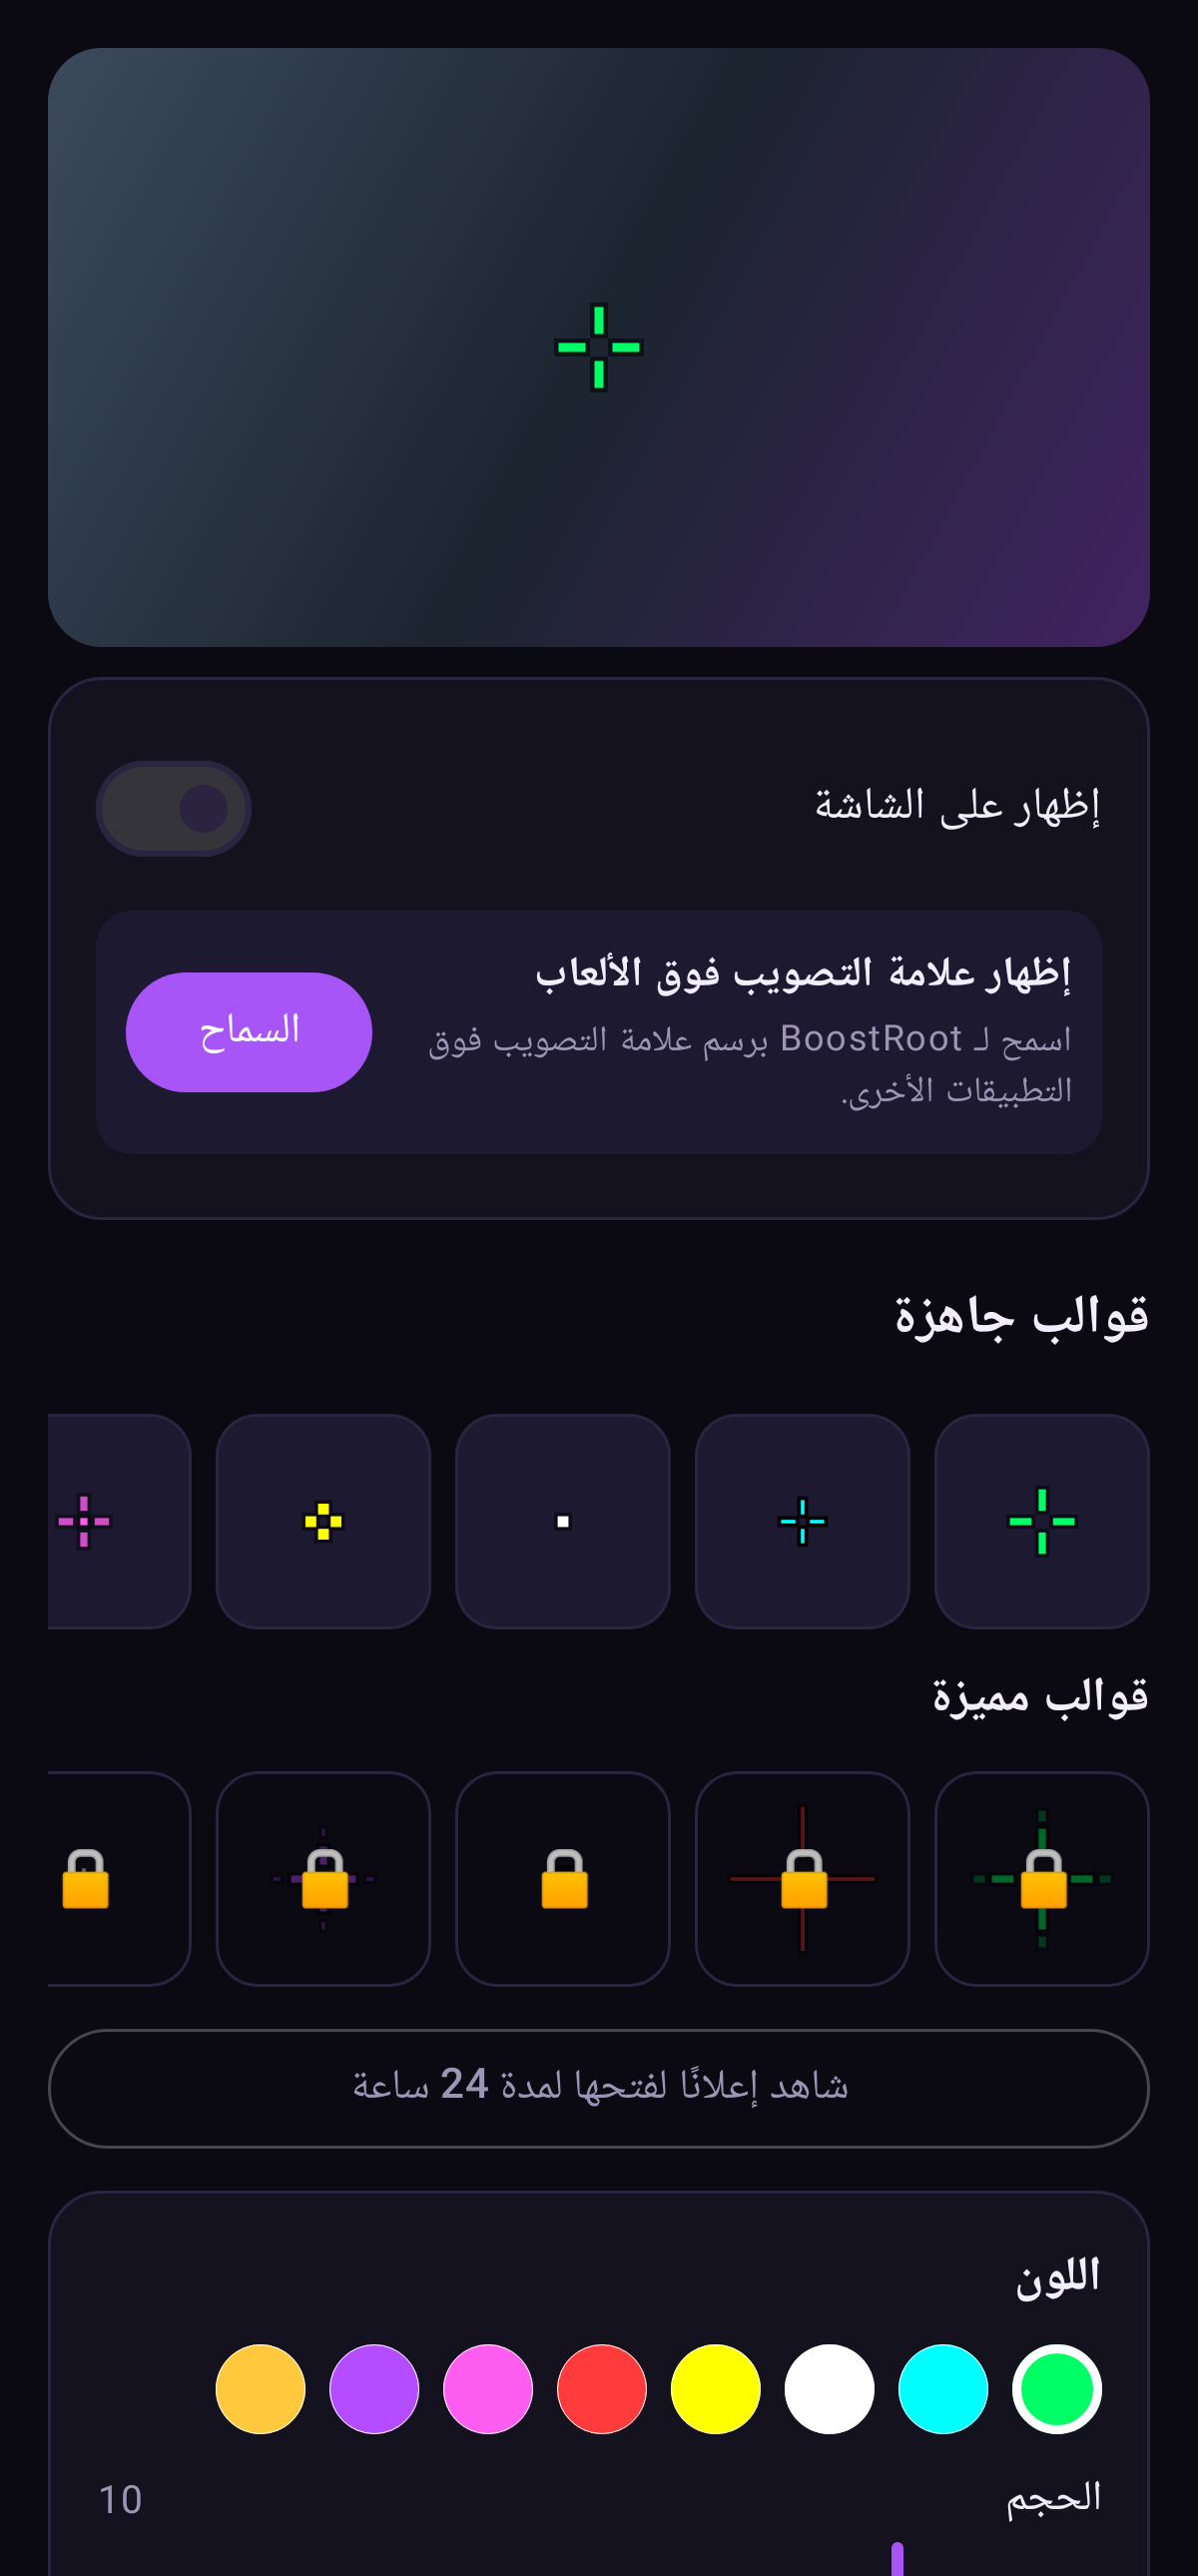 إظهار على الشاشة
إظهار علامة التصويب فوق الألعاب
اسمح لـ BoostRoot برسم علامة التصويب فوق
التطبيقات الأخرى.
السماح
قوالب جاهزة
قوالب مميزة
شاهد إعلانًا لفتحها لمدة 24 ساعة
اللون
الحجم
10